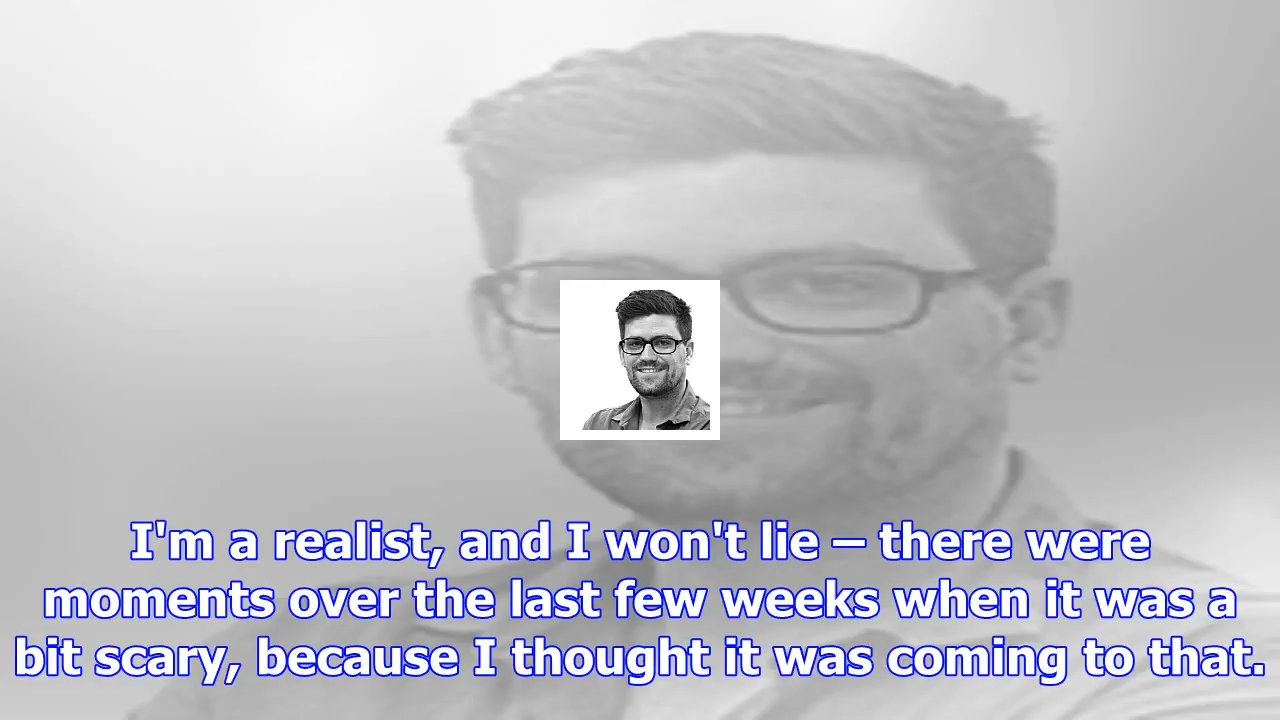 I'm a realist, and I won't lie – there were
moments over the last few weeks when it was a
bit scary, because I thought it was coming to that.